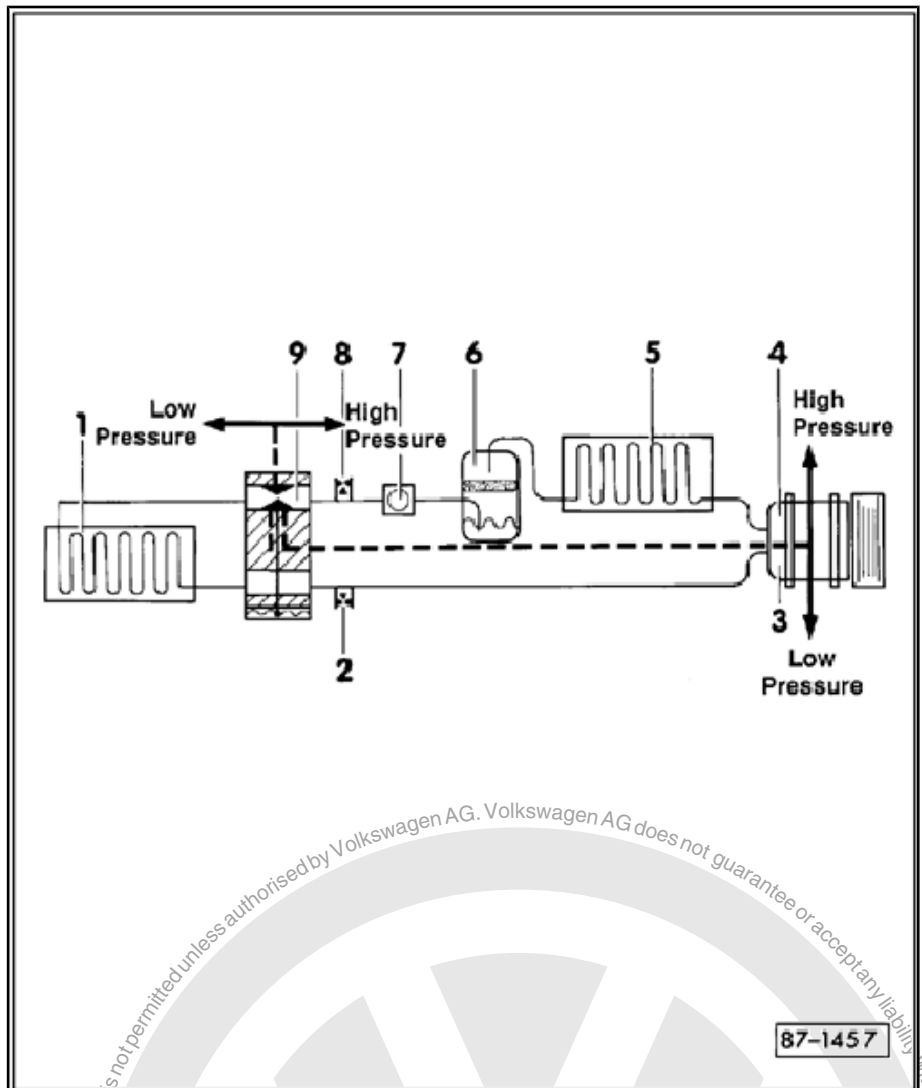 9 8 7 6 5 4
1 Low Pressure
High Pressure
High Pressure
3
2
Low Pressure
s not permitted unless authorised by Volkswagen AG. Volkswagen AG does not guarantee or accept any liability
87-1457